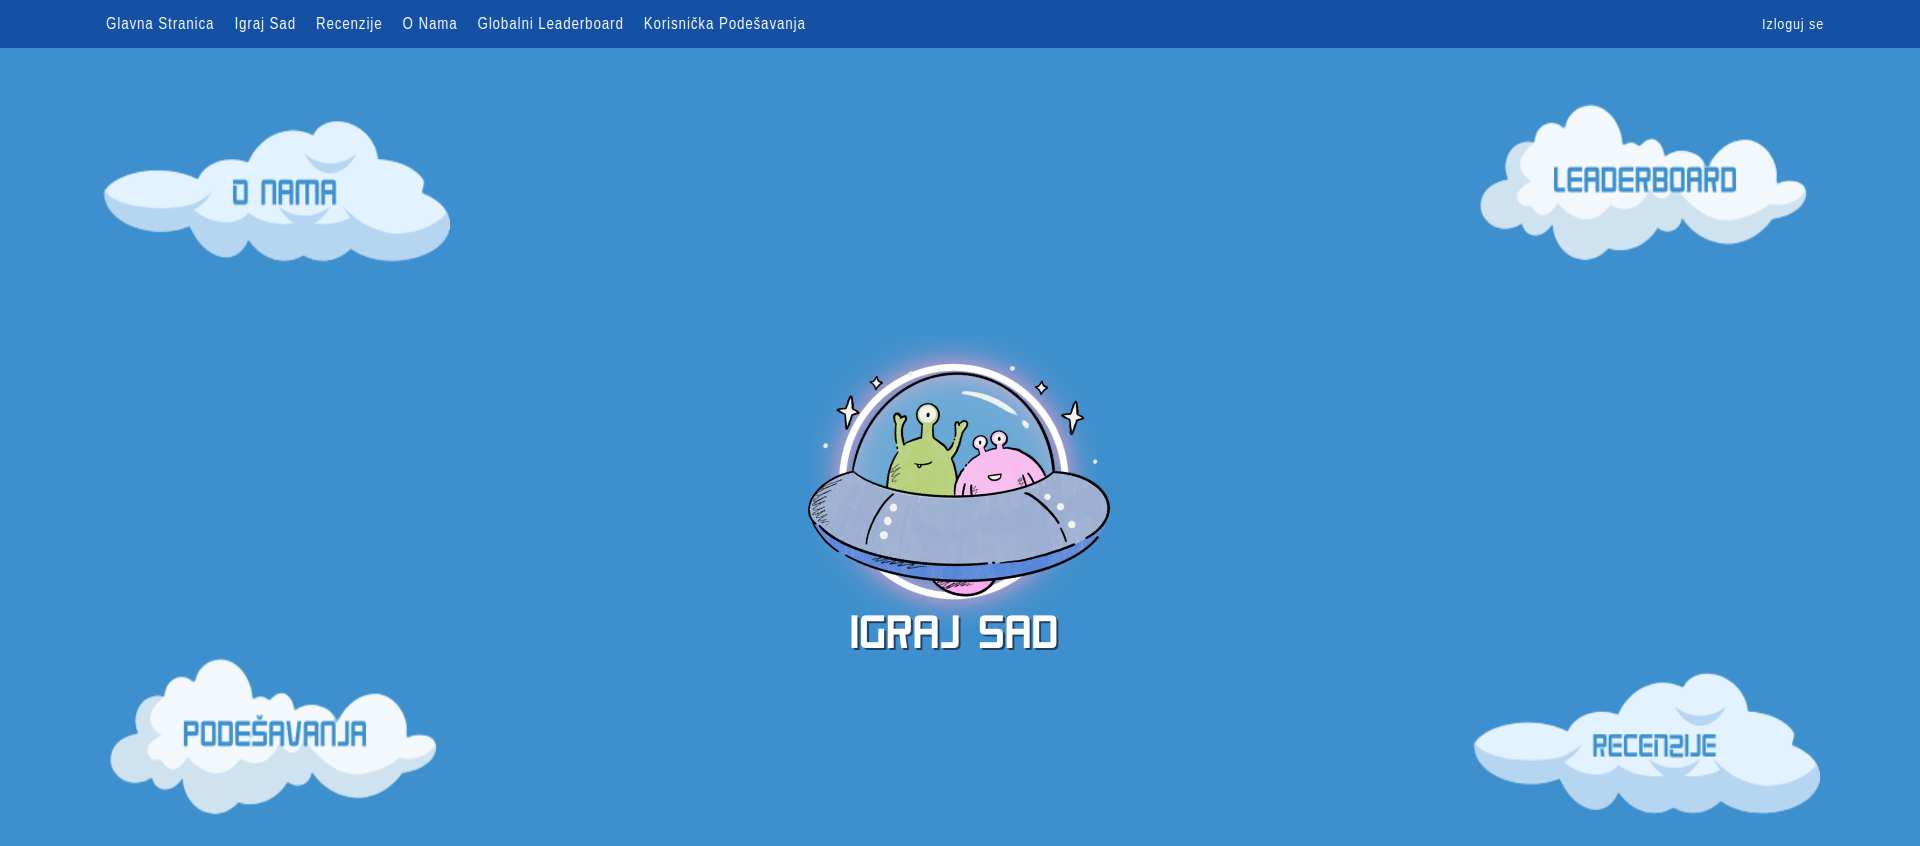 Glavna Stranica Igraj Sad Recenzije O Nama Globalni Leaderboard Korisnička Podešavanja Izloguj se
O NAMA
LEADERBOARD
IGRAJ SAD
PODEŠAVANJA
RECENZIJE